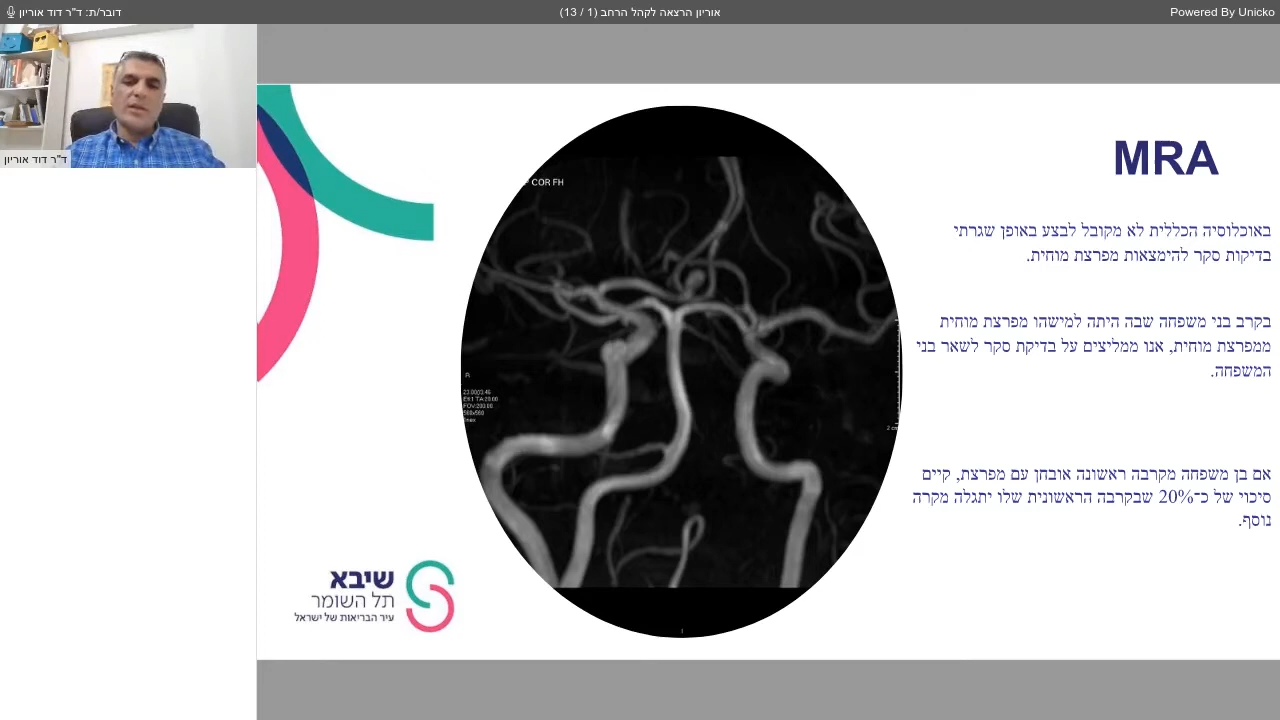 דובר/ת: ד"ר דוד אוריון
אוריון הרצאה לקהל הרחב (1 / 13)
Powered By Unicko
ד"ר דוד אוריון
MRA
באוכלוסיה הכללית לא מקובל לבצע באופן שגרתי
בדיקות סקר להימצאות מפרצת מוחית.
בקרב בני משפחה שבה היתה למישהו מפרצת מוחית
ממפרצת מוחית, אנו ממליצים על בדיקת סקר לשאר בני
המשפחה.
אם בן משפחה מקרבה ראשונה אובחן עם מפרצת, קיים
סיכוי של כ-20% שבקרבה הראשונית שלו יתגלה מקרה
נוסף.
COR FH
שיבא
תל השומר
עיר הבריאות של ישראל